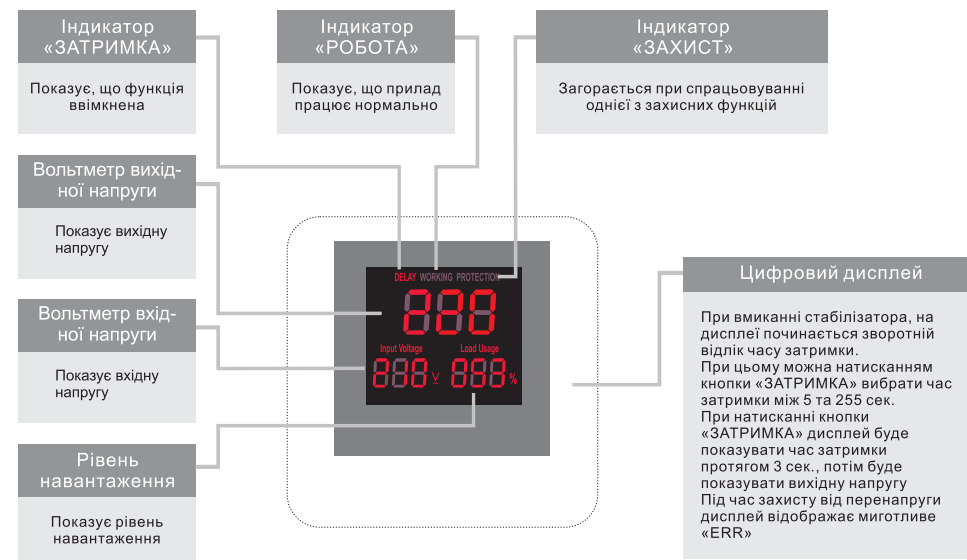 Індикатор
«ЗАТРИМКА»
Показує, що функція
ввімкнена
Індикатор
«РОБОТА»
Показує, що прилад
працює нормально
Індикатор
«ЗАХИСТ»
Загорається при спрацьовуванні
однієї з захисних функцій
Вольтметр вихід-
ної напруги
Показує вихідну
напругу
Вольтметр вхід-
ної напруги
Показує вхідну
напругу
Рівень
навантаження
Показує рівень
навантаження
DELAY WORKING PROTECTION
220
Input Voltage Load Usage
V %
Цифровий дисплей
При вмиканні стабілізатора, на
дисплеї починається зворотній
відлік часу затримки.
При цьому можна натисканням
кнопки «ЗАТРИМКА» вибрати час
затримки між 5 та 255 сек.
При натисканні кнопки
«ЗАТРИМКА» дисплей буде
показувати час затримки
протягом 3 сек., потім буде
показувати вихідну напругу
Під час захисту від перенапруги
дисплей відображає миготливе
«ERR»